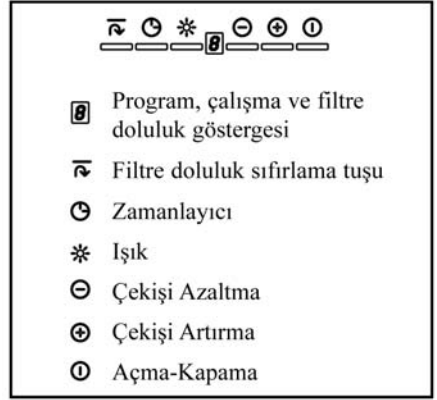 8
8 Program, çalışma ve filtre
doluluk göstergesi
Filtre doluluk sıfırlama tuşu
Zamanlayıcı
Işık
Çekişi Azaltma
Çekişi Artırma
Açma-Kapama